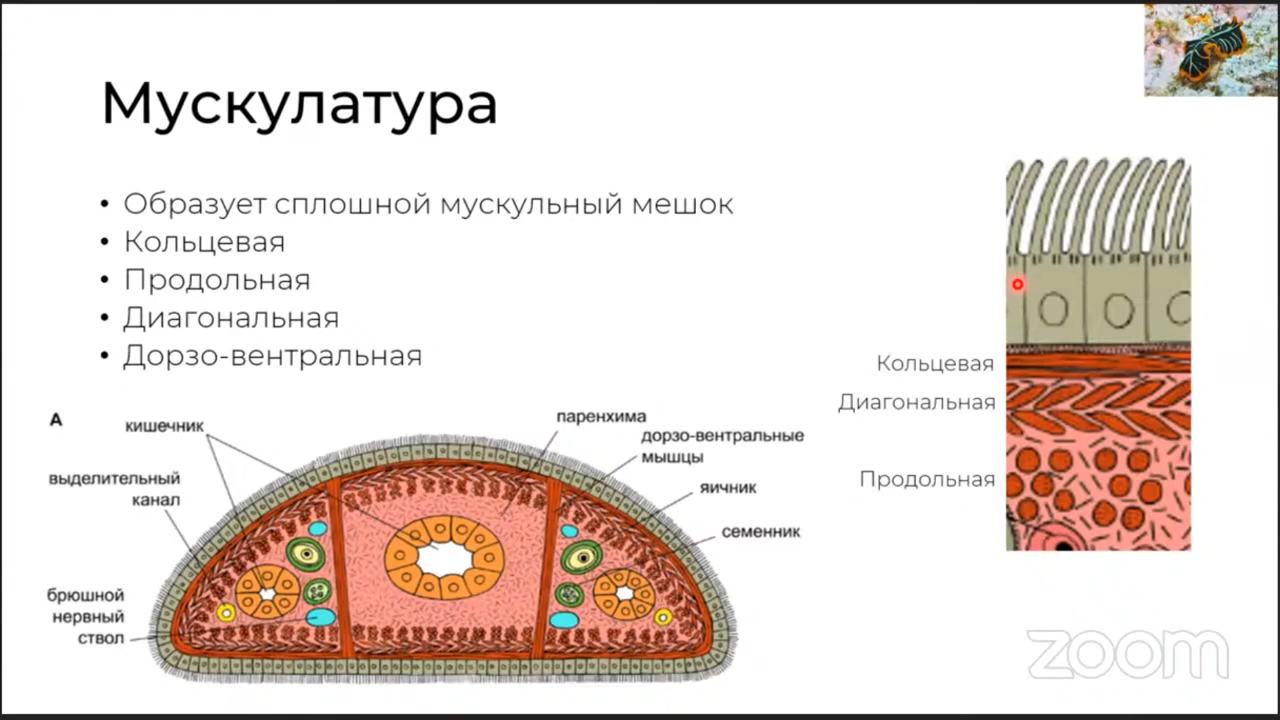 Мускулатура
• Образует сплошной мускульный мешок
• Кольцевая
• Продольная
• Диагональная
• Дорзо-вентральная
А
кишечник
выделительный
канал
брюшной
нервный
ствол
паренхима
дорзо-вентральные
мышцы
яичник
семенник
Кольцевая
Диагональная
Продольная
zoom